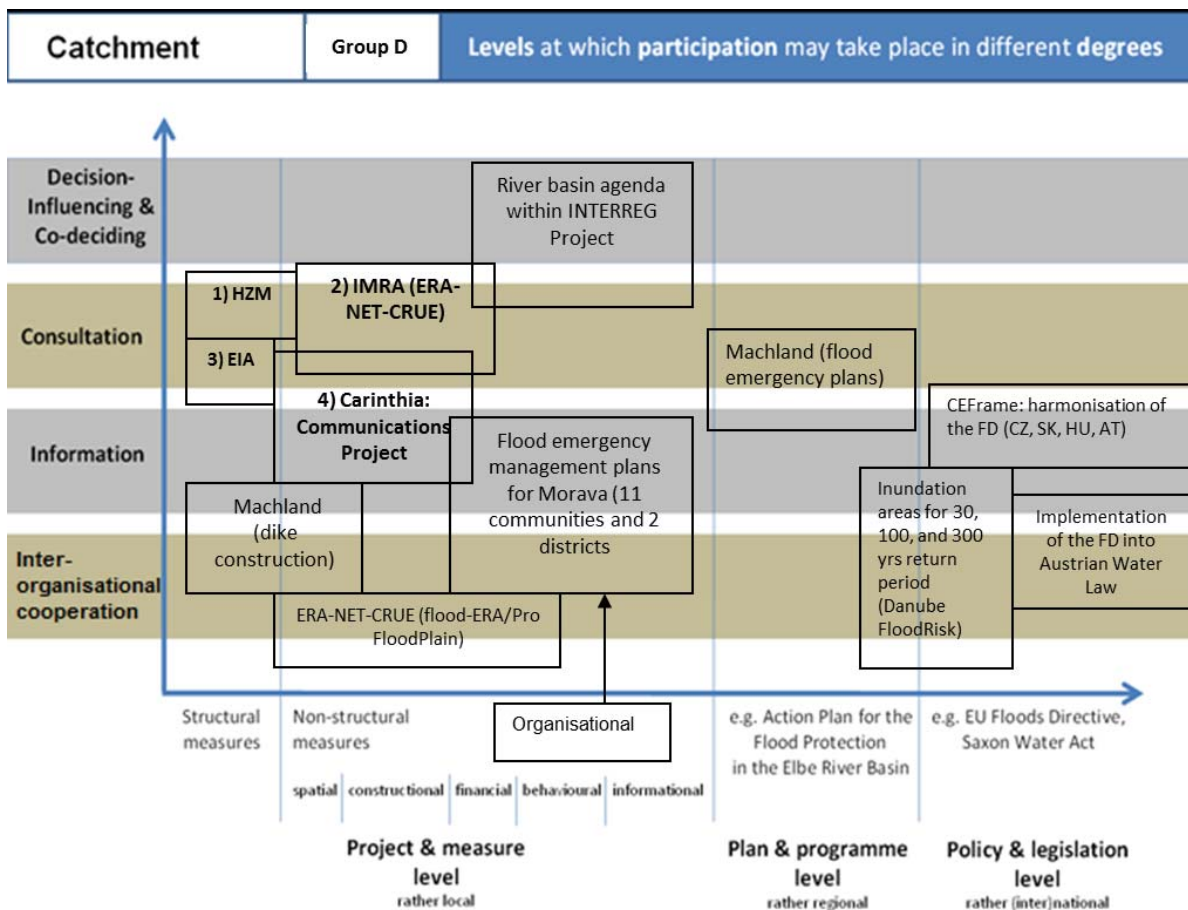 Catchment
Group D
Levels at which participation may take place in different degrees
Decision-
Influencing &
Co-deciding
River basin agenda
within INTERREG
Project
1) HZM
2) IMRA (ERA-
NET-CRUE)
Consultation
3) EIA
Machland (flood
emergency plans)
4) Carinthia:
Communications
Project
CEFrame: harmonisation of
the FD (CZ, SK, HU, AT)
Information
Flood emergency
management plans
for Morava (11
communities and 2
districts
Machland
(dike
construction)
Inundation
areas for 30,
100, and 300
yrs return
period
(Danube
FloodRisk)
Implementation
of the FD into
Austrian Water
Law
Inter-
organisational
cooperation
ERA-NET-CRUE (flood-ERA/Pro
FloodPlain)
Structural
measures
Non-structural
measures
Organisational
e.g. Action Plan for the
Flood Protection
in the Elbe River Basin
e.g. EU Floods Directive,
Saxon Water Act
spatial
constructional
financial
behavioural
informational
Project & measure
level
rather local
Plan & programme
level
rather regional
Policy & legislation
level
rather (inter)national